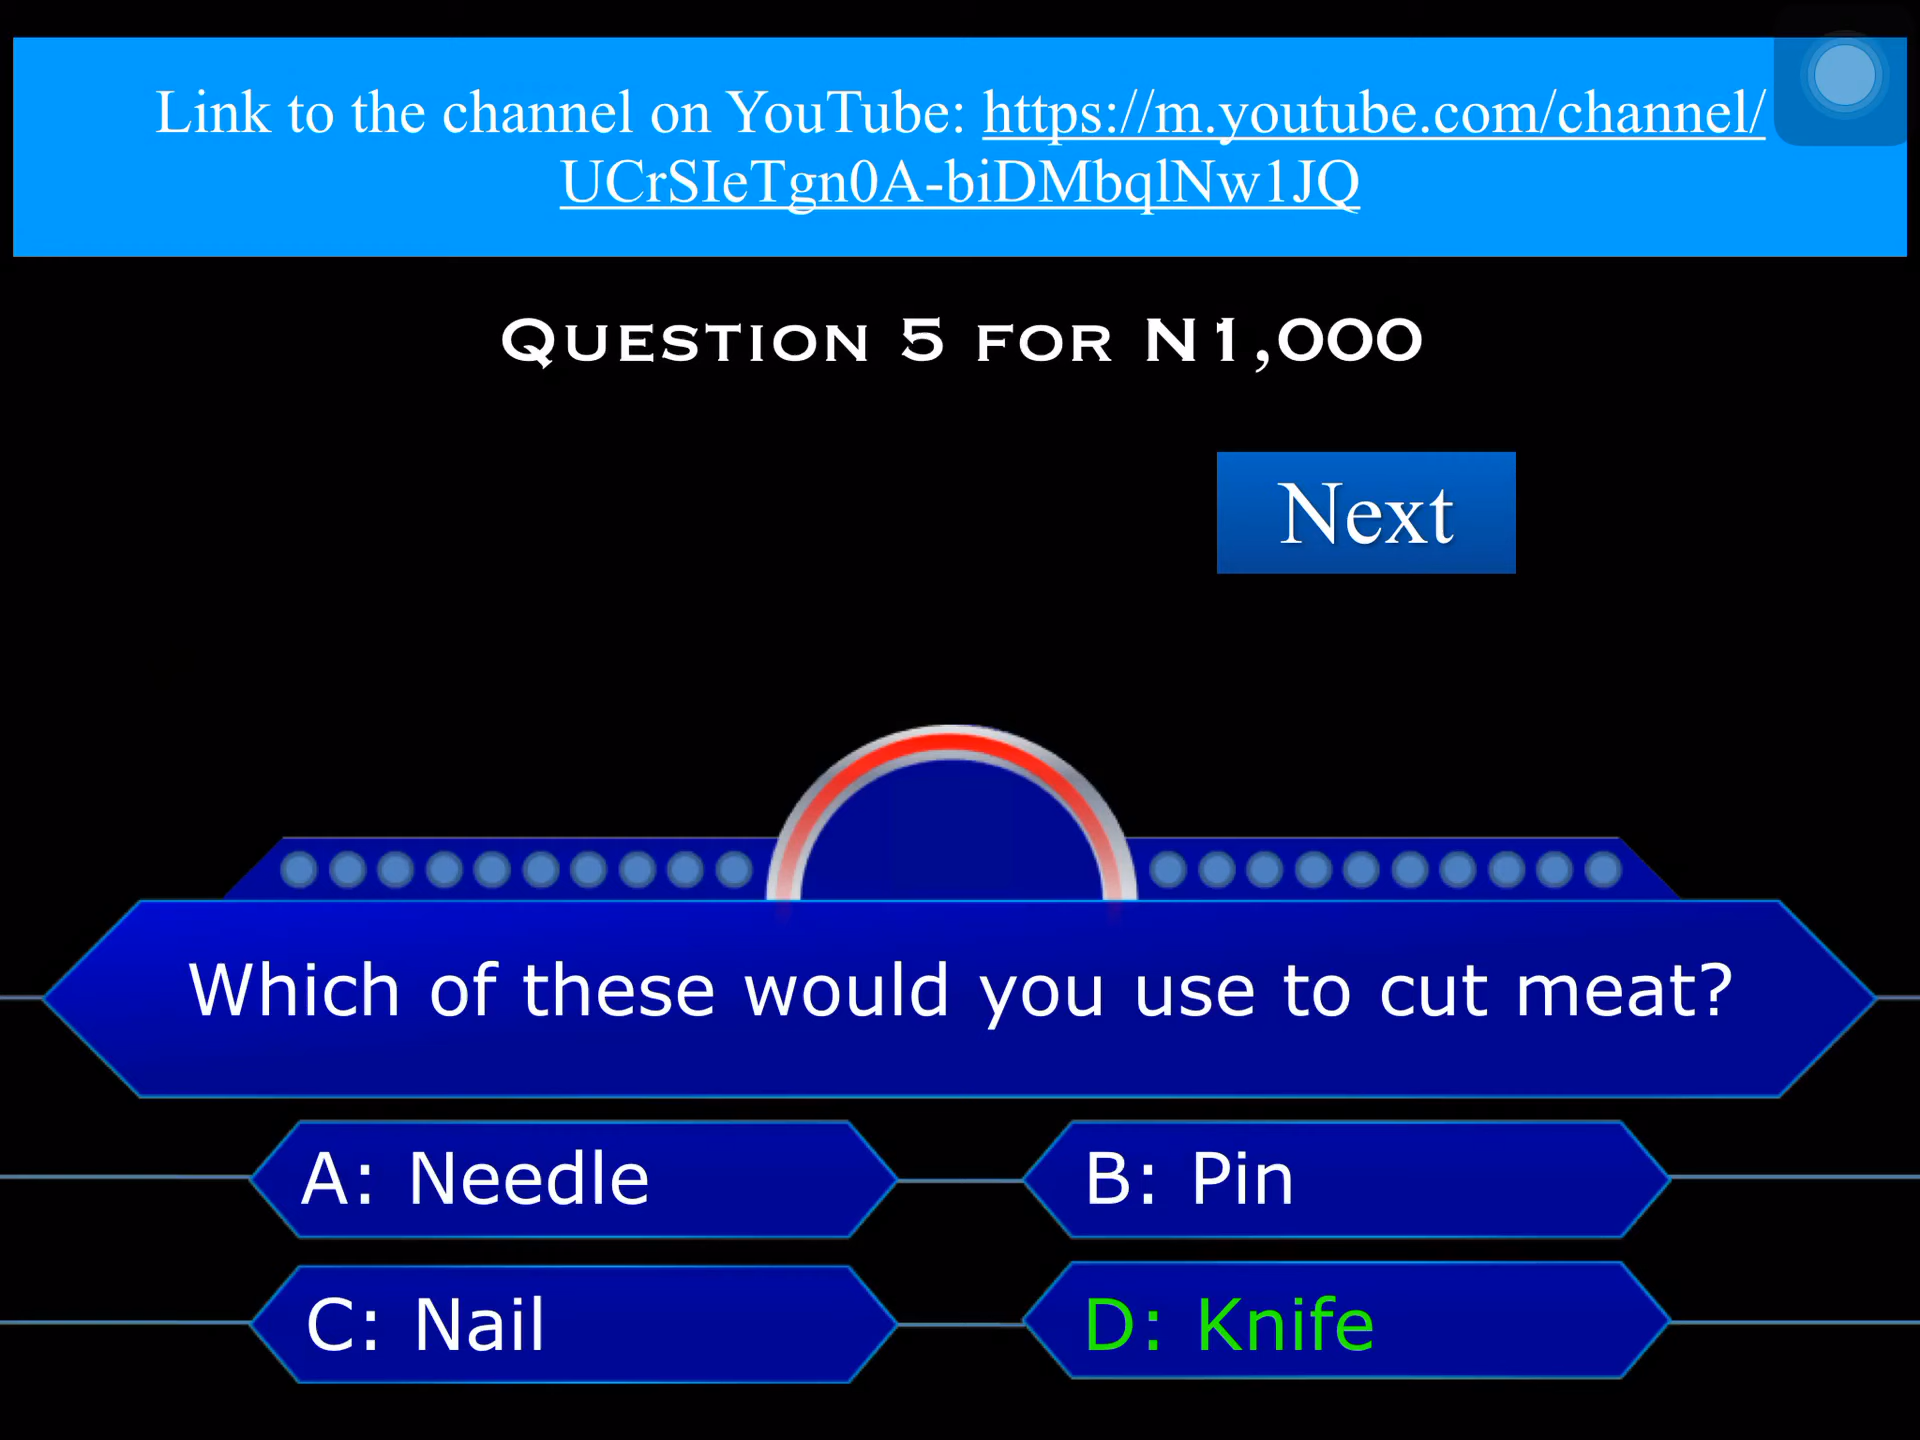 Link to the channel on YouTube: https://m.youtube.com/channel/
UCrSIeTgn0A-biDMbqlNw1JQ
QUESTION 5 FOR N1,000
Next
Which of these would you use to cut meat?
A: Needle
B: Pin
C: Nail
D: Knife